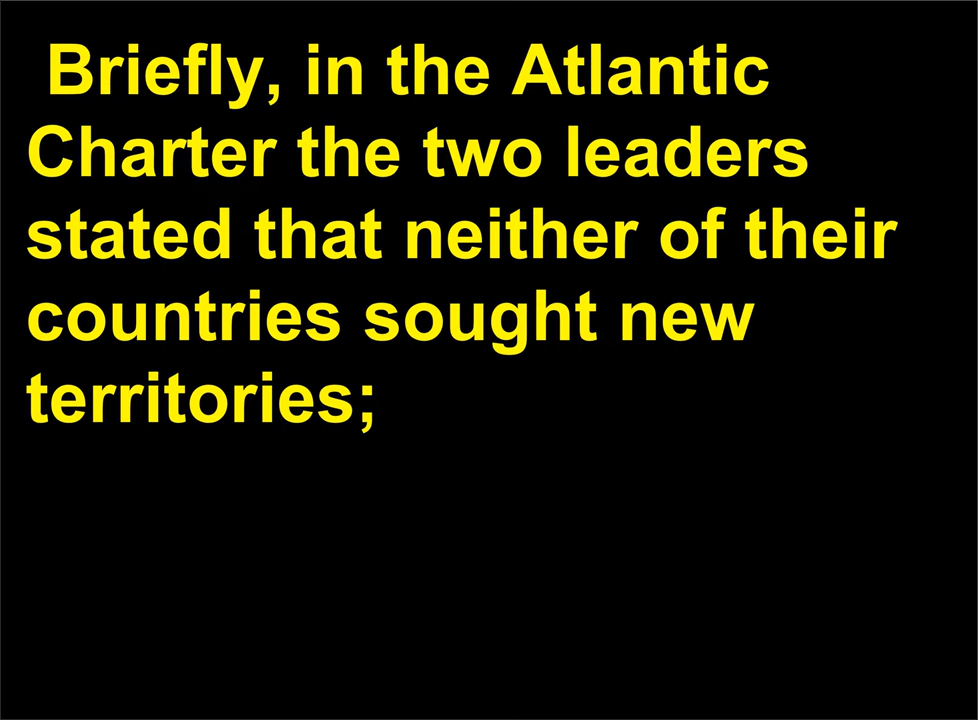 Briefly, in the Atlantic
Charter the two leaders
stated that neither of their
countries sought new
territories;